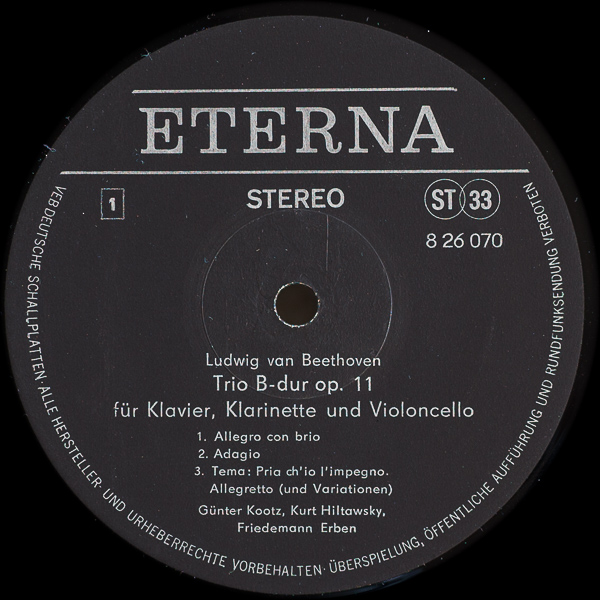 ETERNA
1
STEREO
ST 33
8 26 070
Ludwig van Beethoven
Trio B-dur op. 11
für Klavier, Klarinette und Violoncello
1. Allegro con brio
2. Adagio
3. Tema: Pria ch'io l'impegno.
Allegretto (und Variationen)
Günter Kootz, Kurt Hiltawsky,
Friedemann Erben
VEB DEUTSCHE SCHALLPLATTEN · ALLE HERSTELLER- UND URHEBERRECHTE VORBEHALTEN · ÜBERSPIELUNG, ÖFFENTLICHE AUFFÜHRUNG UND RUNDFUNKSENDUNG VERBOTEN